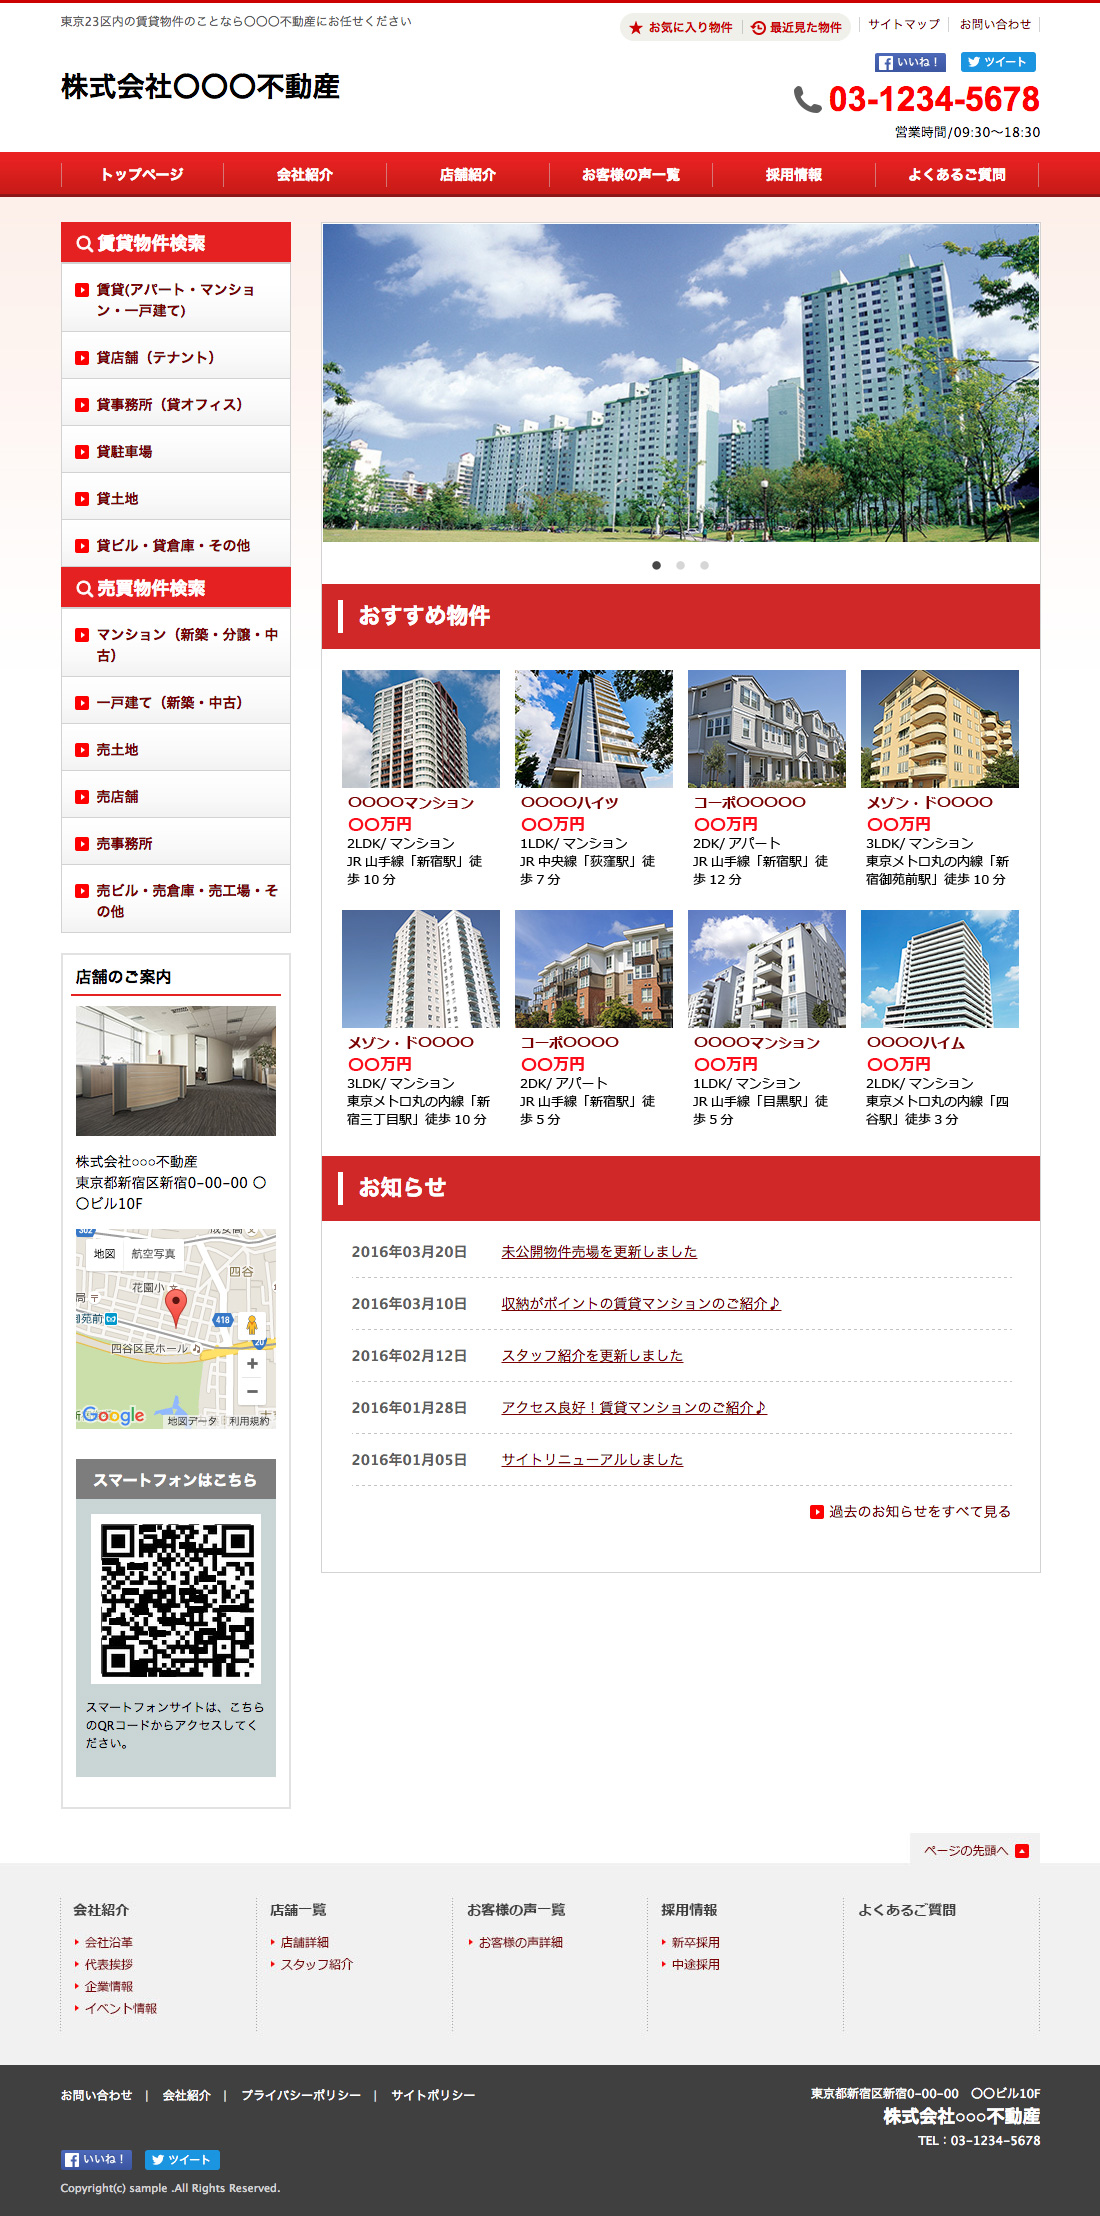 東京23区内の賃貸物件のことなら〇〇〇不動産にお任せください
お気に入り物件
最近見た物件
サイトマップ
お問い合わせ
いいね！
ツイート
株式会社〇〇〇不動産
03-1234-5678
営業時間/09:30〜18:30
トップページ
会社紹介
店舗紹介
お客様の声一覧
採用情報
よくあるご質問
賃貸物件検索
賃貸(アパート・マンショ
ン・一戸建て)
貸店舗（テナント）
貸事務所（貸オフィス）
貸駐車場
貸土地
貸ビル・貸倉庫・その他
売買物件検索
マンション（新築・分譲・中
古）
一戸建て（新築・中古）
売土地
売店舗
売事務所
売ビル・売倉庫・売工場・そ
の他
店舗のご案内
株式会社○○○不動産
東京都新宿区新宿0-00-00 〇
〇ビル10F
地図
航空写真
四谷
花園小
御苑前
418
20
四谷区民ホール
Google
地図データ
利用規約
スマートフォンはこちら
スマートフォンサイトは、こちら
のQRコードからアクセスしてく
ださい。
おすすめ物件
〇〇〇〇マンション
〇〇万円
2LDK/ マンション
JR 山手線「新宿駅」徒
歩 10 分
〇〇〇〇ハイツ
〇〇万円
1LDK/ マンション
JR 中央線「荻窪駅」徒
歩 7 分
コーポ〇〇〇〇〇
〇〇万円
2DK/ アパート
JR 山手線「新宿駅」徒
歩 12 分
メゾン・ド〇〇〇〇
〇〇万円
3LDK/ マンション
東京メトロ丸の内線「新
宿御苑前駅」徒歩 10 分
メゾン・ド〇〇〇〇
〇〇万円
3LDK/ マンション
東京メトロ丸の内線「新
宿三丁目駅」徒歩 10 分
コーポ〇〇〇〇
〇〇万円
2DK/ アパート
JR 山手線「新宿駅」徒
歩 5 分
〇〇〇〇マンション
〇〇万円
1LDK/ マンション
JR 山手線「目黒駅」徒
歩 5 分
〇〇〇〇ハイム
〇〇万円
2LDK/ マンション
東京メトロ丸の内線「四
谷駅」徒歩 3 分
お知らせ
2016年03月20日 未公開物件売場を更新しました
2016年03月10日 収納がポイントの賃貸マンションのご紹介♪
2016年02月12日 スタッフ紹介を更新しました
2016年01月28日 アクセス良好！賃貸マンションのご紹介♪
2016年01月05日 サイトリニューアルしました
過去のお知らせをすべて見る
ページの先頭へ
会社紹介
会社沿革
代表挨拶
企業情報
イベント情報
店舗一覧
店舗詳細
スタッフ紹介
お客様の声一覧
お客様の声詳細
採用情報
新卒採用
中途採用
よくあるご質問
お問い合わせ | 会社紹介 | プライバシーポリシー | サイトポリシー
東京都新宿区新宿0-00-00　〇〇ビル10F
株式会社○○○不動産
TEL：03-1234-5678
いいね！
ツイート
Copyright(c) sample .All Rights Reserved.